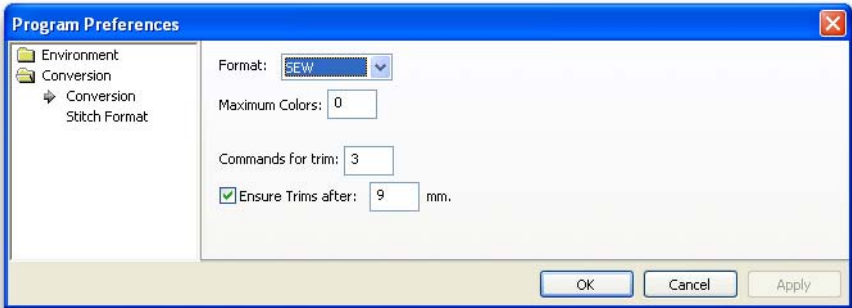 Program Preferences
Environment
Conversion
Conversion
Stitch Format
Format: SEW
Maximum Colors: 0
Commands for trim: 3
Ensure Trims after: 9 mm.
OK Cancel Apply